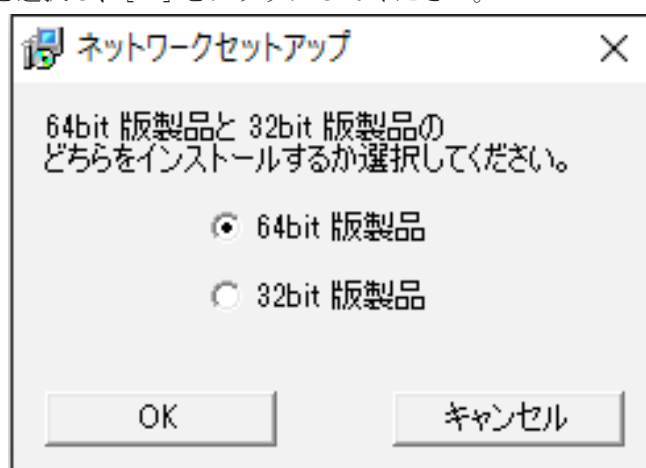 ネットワークセットアップ
64bit 版製品と 32bit 版製品の
どちらをインストールするか選択してください。
64bit 版製品
32bit 版製品
OK キャンセル